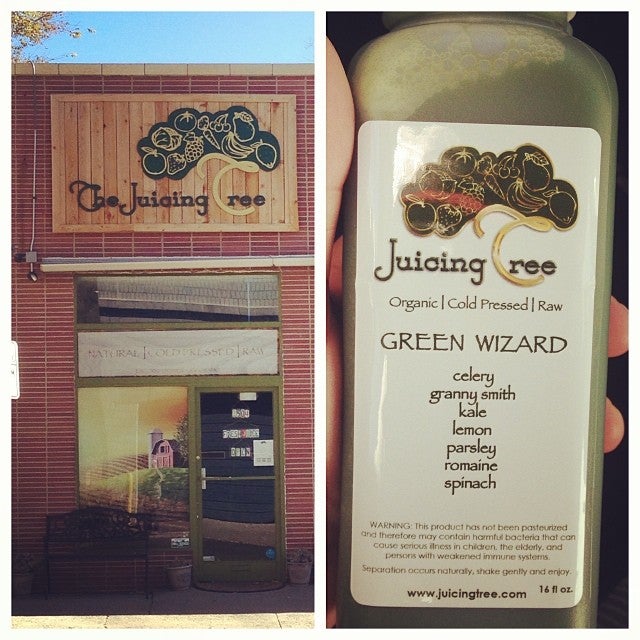 The Juicing Tree
NATURAL | COLD PRESSED | RAW
OPEN
Juicing Tree
Organic | Cold Pressed | Raw
GREEN WIZARD
celery
granny smith
kale
lemon
parsley
romaine
spinach
WARNING: This product has not been pasteurized
and therefore may contain harmful bacteria that can
cause serious illness in children, the elderly, and
persons with weakened immune systems.
Separation occurs naturally, shake gently and enjoy.
www.juicingtree.com 16 fl oz.